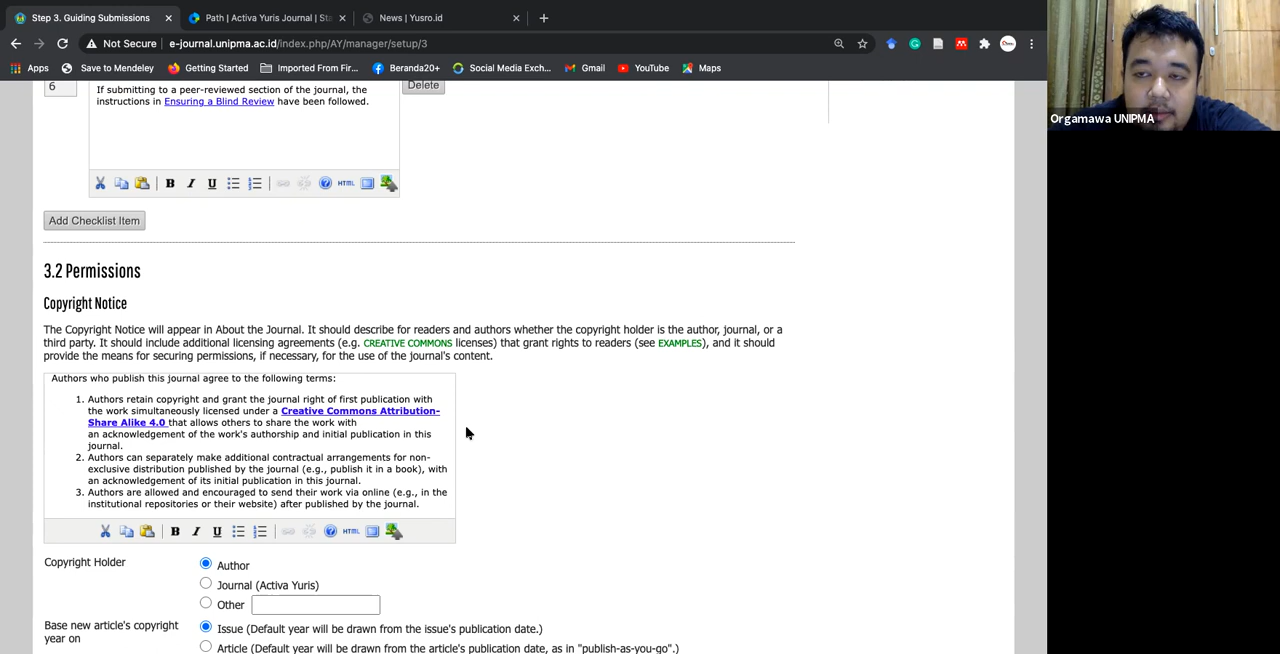 Step 3. Guiding Submissions
Path | Activa Yuris Journal | Sta
News | Yusro.id
Not Secure
e-journal.unipma.ac.id/index.php/AY/manager/setup/3
Apps
Save to Mendeley
Getting Started
Imported From Fir...
Beranda20+
Social Media Exch...
Gmail
YouTube
Maps
Orgamawa UNIPMA
6
If submitting to a peer-reviewed section of the journal, the
instructions in Ensuring a Blind Review have been followed.
Delete
B I U HTML
Add Checklist Item
3.2 Permissions
Copyright Notice
The Copyright Notice will appear in About the Journal. It should describe for readers and authors whether the copyright holder is the author, journal, or a
third party. It should include additional licensing agreements (e.g. CREATIVE COMMONS licenses) that grant rights to readers (see EXAMPLES), and it should
provide the means for securing permissions, if necessary, for the use of the journal's content.
Authors who publish this journal agree to the following terms:
1. Authors retain copyright and grant the journal right of first publication with
the work simultaneously licensed under a Creative Commons Attribution-
Share Alike 4.0 that allows others to share the work with
an acknowledgement of the work's authorship and initial publication in this
journal.
2. Authors can separately make additional contractual arrangements for non-
exclusive distribution published by the journal (e.g., publish it in a book), with
an acknowledgement of its initial publication in this journal.
3. Authors are allowed and encouraged to send their work via online (e.g., in the
institutional repositories or their website) after published by the journal.
B I U HTML
Copyright Holder
Author
Journal (Activa Yuris)
Other
Base new article's copyright
year on
Issue (Default year will be drawn from the issue's publication date.)
Article (Default year will be drawn from the article's publication date, as in "publish-as-you-go".)